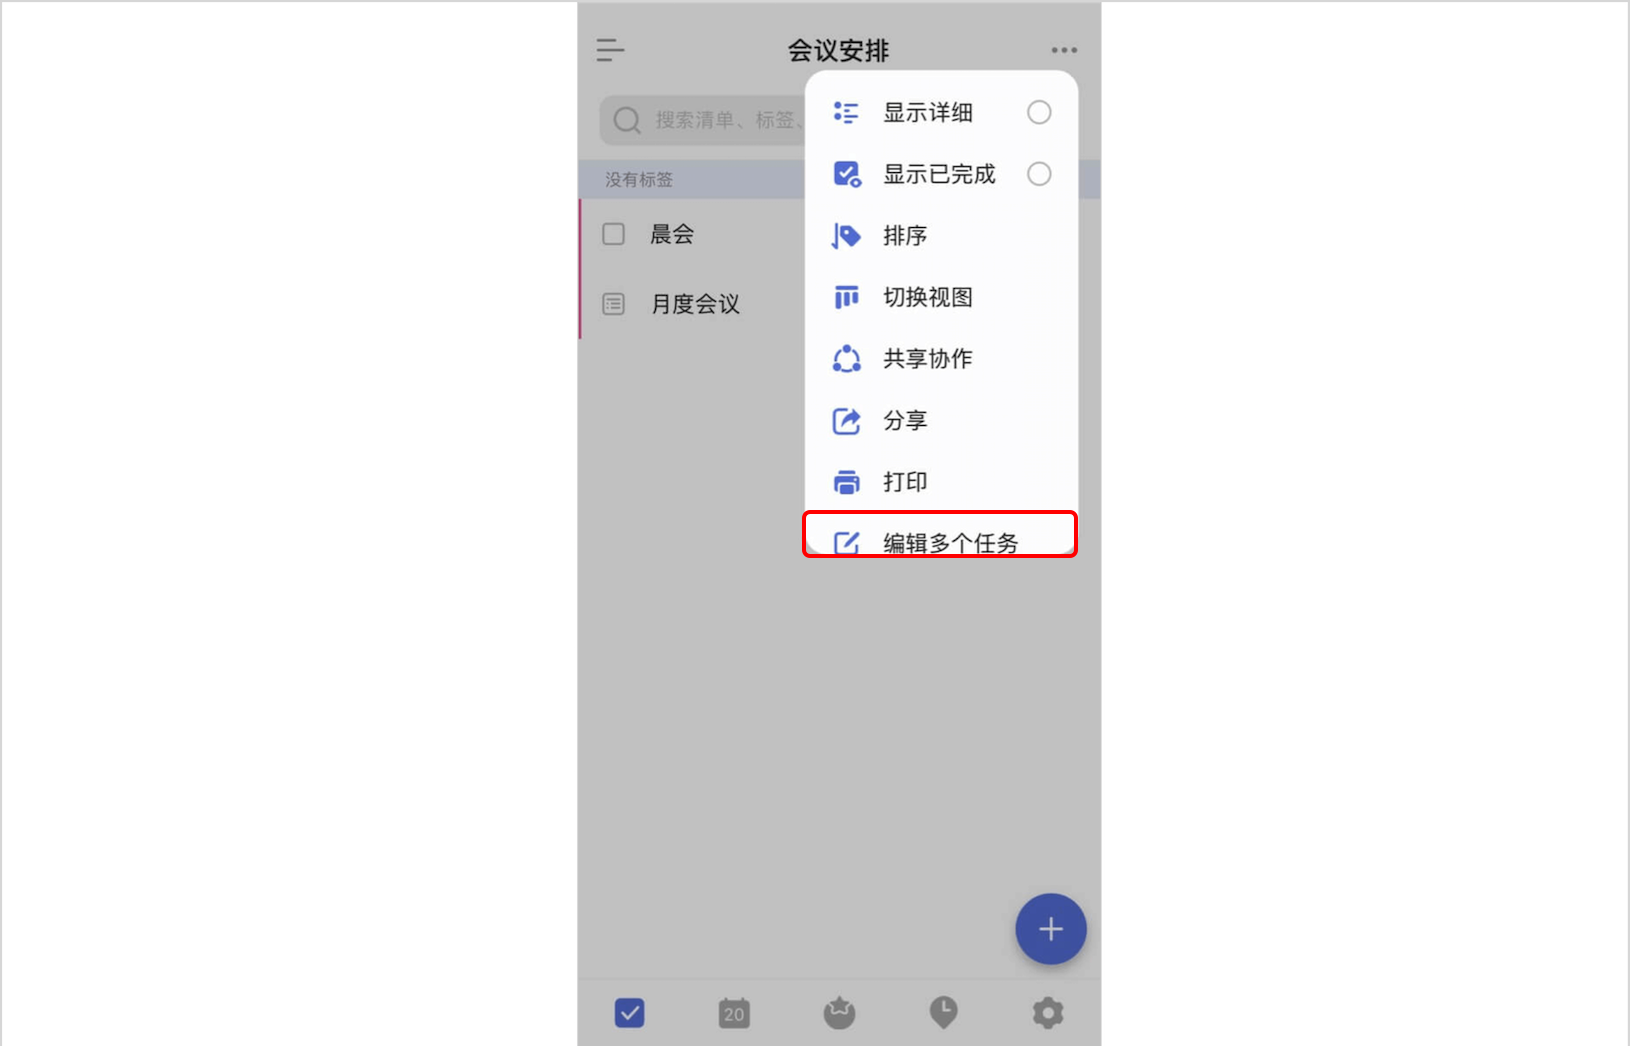 会议安排
搜索清单、标签、
没有标签
晨会
月度会议
显示详细
显示已完成
排序
切换视图
共享协作
分享
打印
编辑多个任务
20